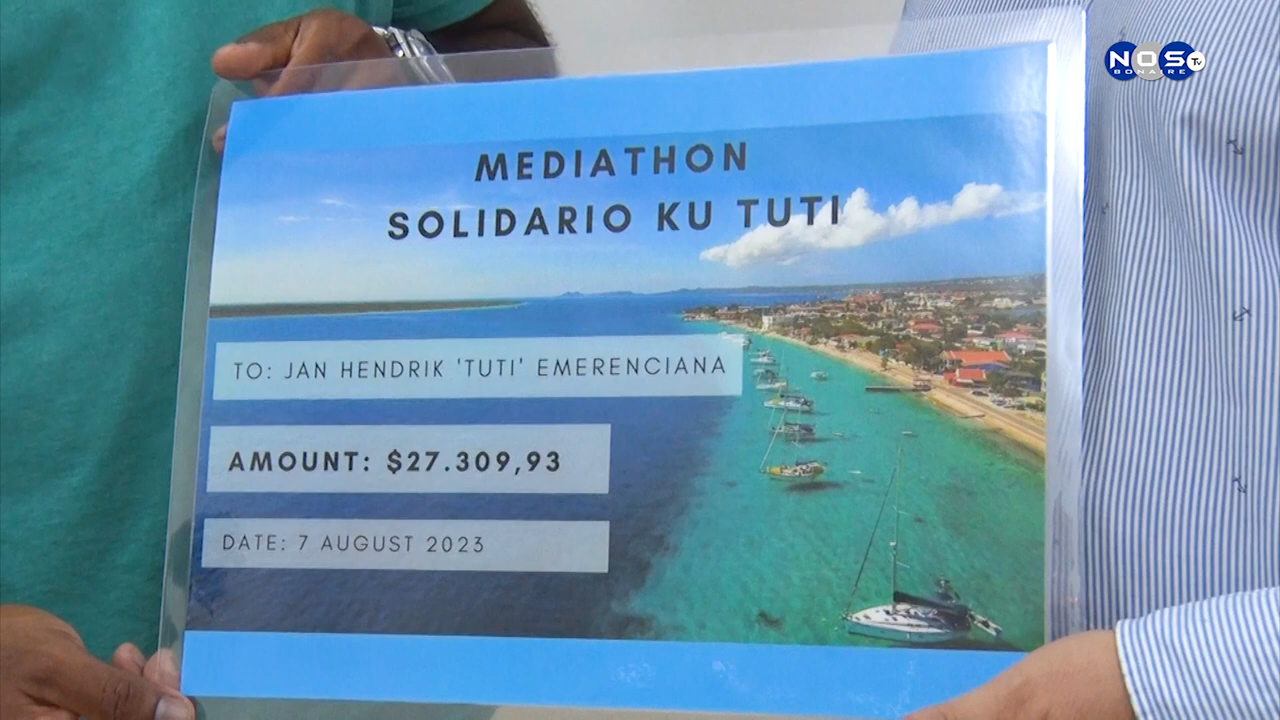 NOS TV
BONAIRE
MEDIATHON
SOLIDARIO KU TUTI
TO: JAN HENDRIK 'TUTI' EMERENCIANA
AMOUNT: $27.309,93
DATE: 7 AUGUST 2023